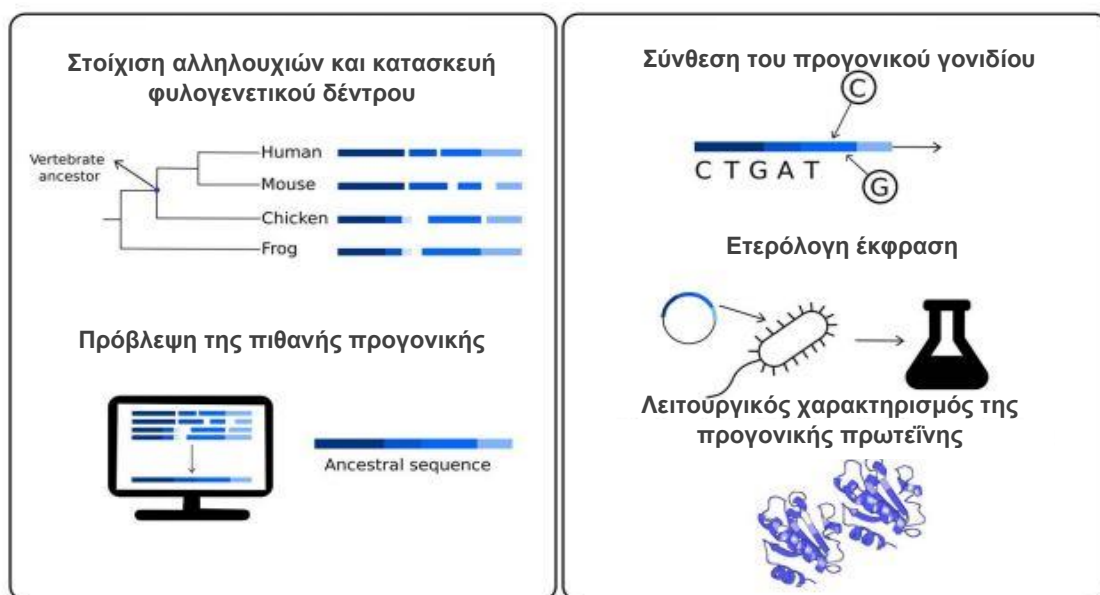 Στοίχιση αλληλουχιών και κατασκευή
φυλογενετικού δέντρου
Vertebrate
ancestor
Human
Mouse
Chicken
Frog
Πρόβλεψη της πιθανής προγονικής
Ancestral sequence
Σύνθεση του προγονικού γονιδίου
C
C T G A T
G
Ετερόλογη έκφραση
Λειτουργικός χαρακτηρισμός της
προγονικής πρωτεΐνης